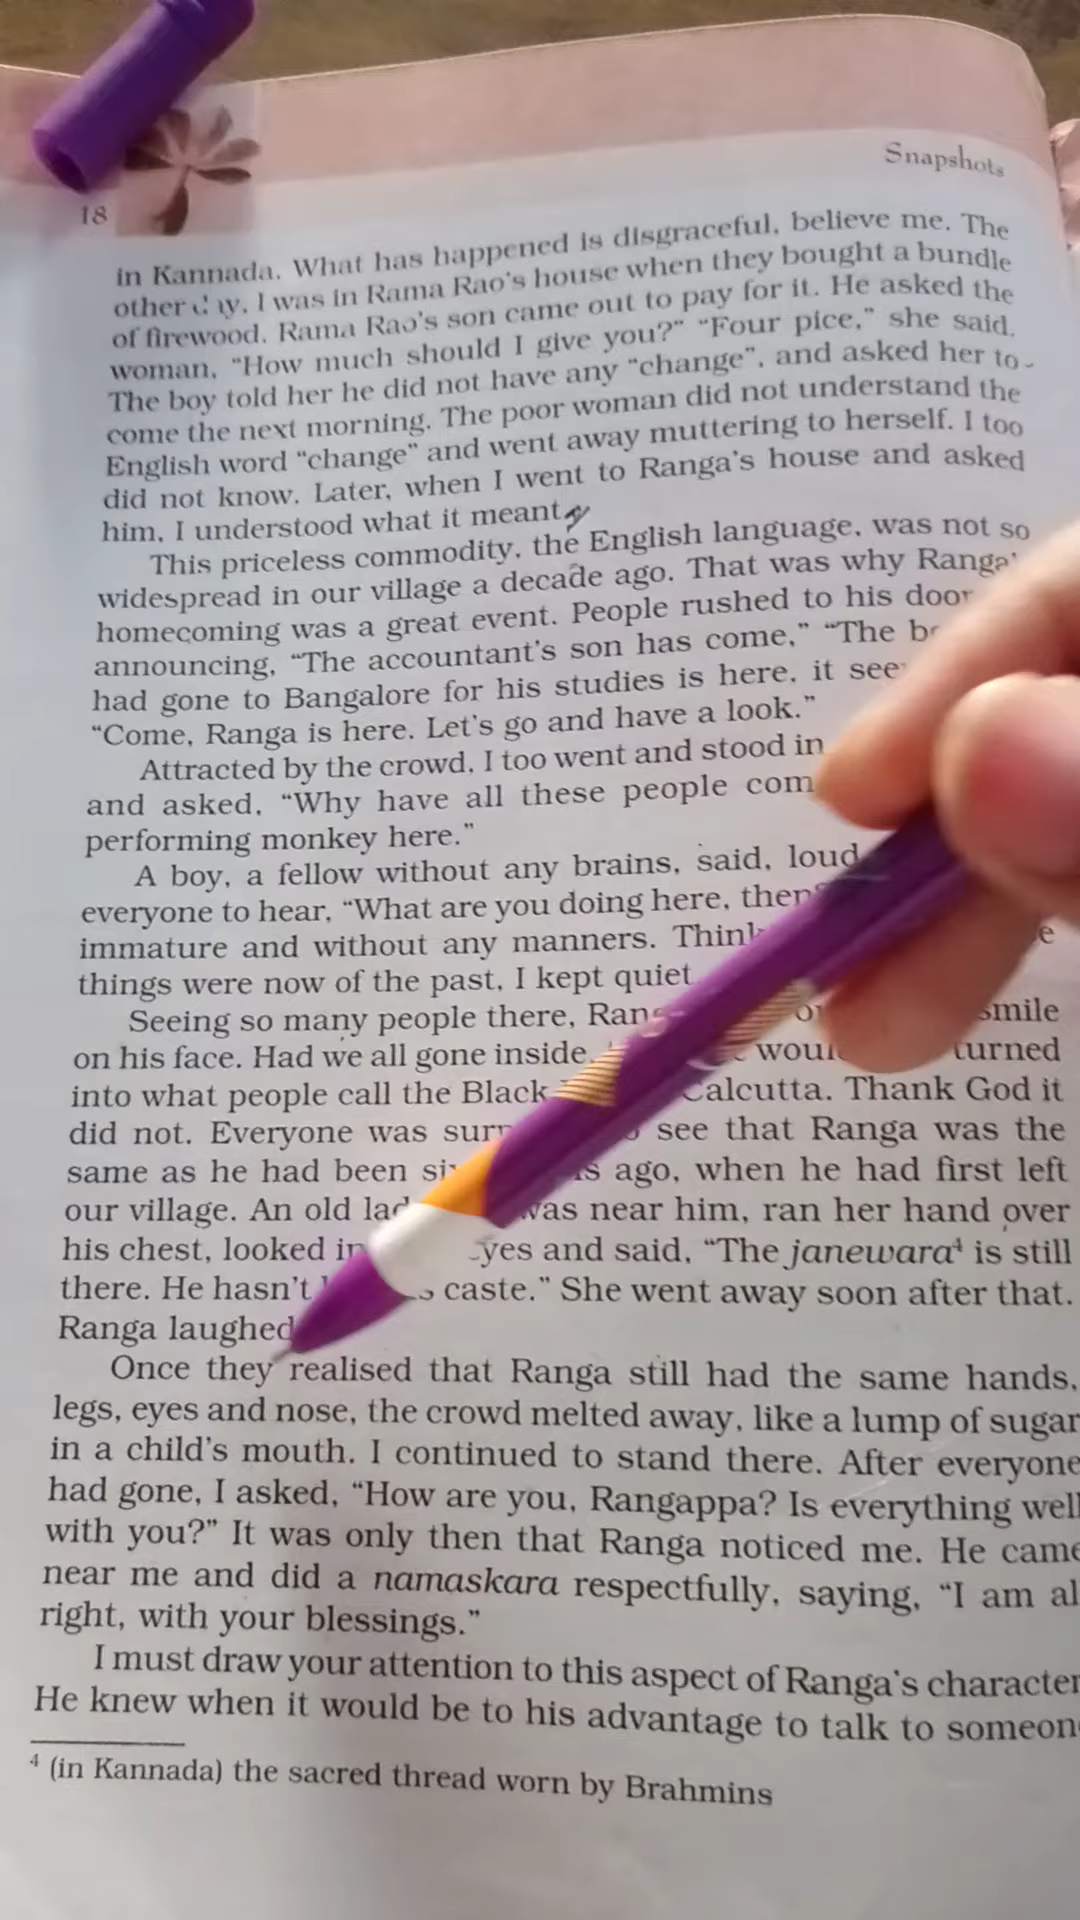 Snapshots
18
in Kannada. What has happened is disgraceful, believe me. The
other I was in Rama Rao's house when they bought a bundle
of firewood. Rama Rao's son came out to pay for it. He asked the
woman, “How much should I give you?” “Four pice,” she said.
The boy told her he did not have any “change”, and asked her to
come the next morning. The poor woman did not understand the
English word “change” and went away muttering to herself. I too
did not know. Later, when I went to Ranga's house and asked
him, I understood what it meant.
This priceless commodity, the English language, was not so
widespread in our village a decade ago. That was why
homecoming was a great event. People rushed to his
announcing, “The accountant's son has come,” “The
had gone to Bangalore for his studies is here, it
“Come, Ranga is here. Let's go and have a look.”
Attracted by the crowd, I too went and stood in
and asked, “Why have all these people
performing monkey here.”
A boy, a fellow without any brains, said,
everyone to hear, “What are you doing here,
immature and without any manners.
things were now of the past, I kept quiet
Seeing so many people there, smile
on his face. Had we all gone inside, turned
into what people call the Black Calcutta. Thank God it
did not. Everyone was see that Ranga was the
same as he had been ago, when he had first left
our village. An old was near him, ran her hand over
his chest, looked and said, “The janewara⁴ is still
there. He hasn't caste.” She went away soon after that.
Ranga laughed
Once they realised that Ranga still had the same hands,
legs, eyes and nose, the crowd melted away, like a lump of sugar
in a child's mouth. I continued to stand there. After everyone
had gone, I asked, “How are you, Rangappa? Is everything well
with you?” It was only then that Ranga noticed me. He came
near me and did a namaskara respectfully, saying, “I am al
right, with your blessings.”
I must draw your attention to this aspect of Ranga's character
He knew when it would be to his advantage to talk to
⁴ (in Kannada) the sacred thread worn by Brahmins